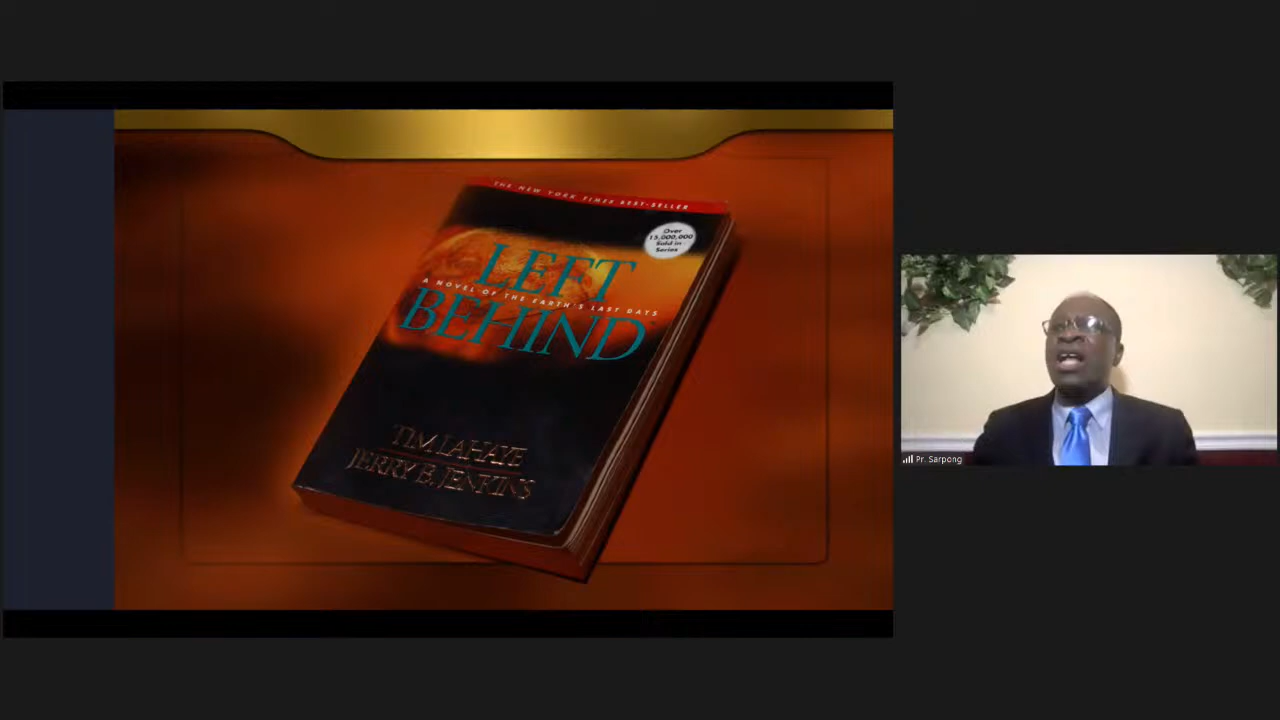 THE NEW YORK TIMES BEST-SELLER
Over
15,000,000
Sold in
Series
LEFT
A NOVEL OF THE EARTH'S LAST DAYS
BEHIND
TIM LAHAYE
JERRY B. JENKINS
Pr. Sarpong